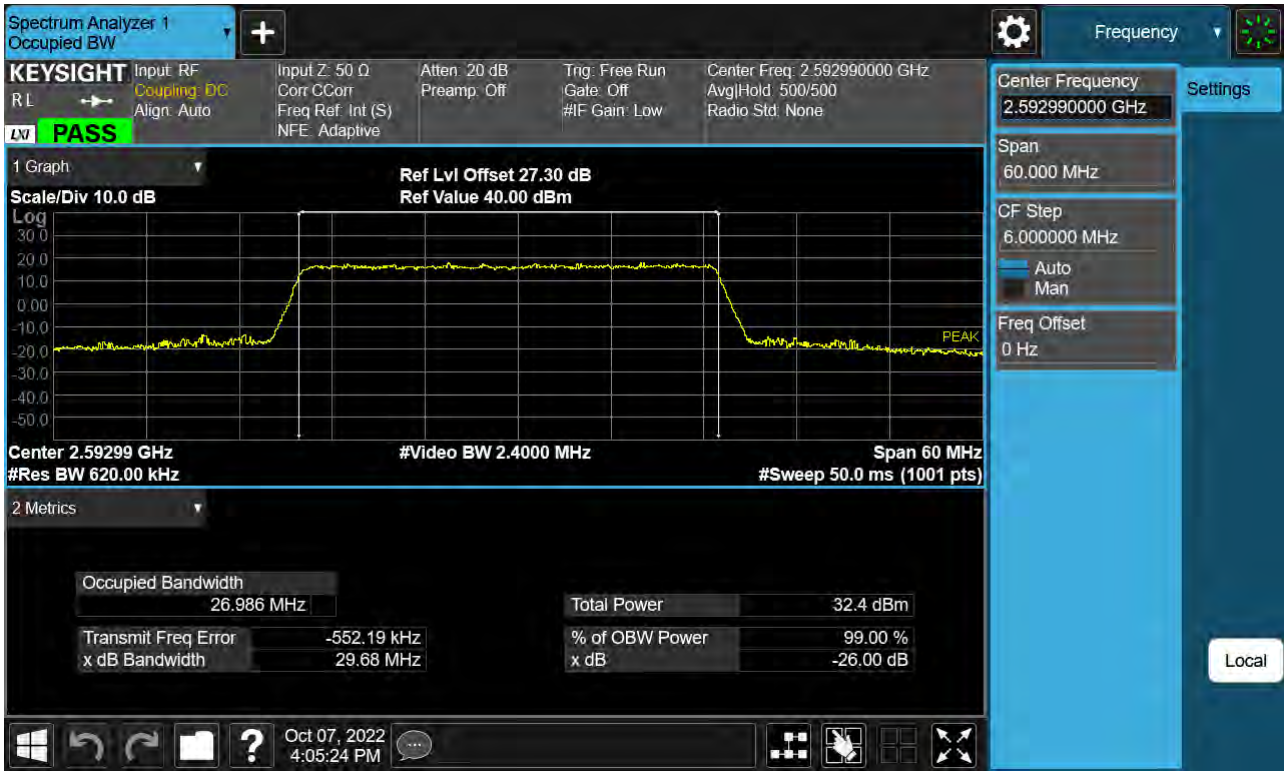 Spectrum Analyzer 1
Occupied BW
+
Frequency
KEYSIGHT
RL
LXI
PASS
Input: RF
Coupling: DC
Align: Auto
Input Z: 50 Ω
Corr CCorr
Freq Ref: Int (S)
NFE: Adaptive
Atten: 20 dB
Preamp: Off
Trig: Free Run
Gate: Off
#IF Gain: Low
Center Freq: 2.592990000 GHz
Avg|Hold: 500/500
Radio Std: None
Center Frequency
2.592990000 GHz
Settings
Span
60.000 MHz
CF Step
6.000000 MHz
Auto
Man
Freq Offset
0 Hz
Local
1 Graph
Scale/Div 10.0 dB
Ref Lvl Offset 27.30 dB
Ref Value 40.00 dBm
Log
30.0
20.0
10.0
0.00
-10.0
-20.0
-30.0
-40.0
-50.0
PEAK
Center 2.59299 GHz
#Video BW 2.4000 MHz
Span 60 MHz
#Res BW 620.00 kHz
#Sweep 50.0 ms (1001 pts)
2 Metrics
Occupied Bandwidth
26.986 MHz
Total Power 32.4 dBm
Transmit Freq Error -552.19 kHz
% of OBW Power 99.00 %
x dB Bandwidth 29.68 MHz
x dB -26.00 dB
?
Oct 07, 2022
4:05:24 PM